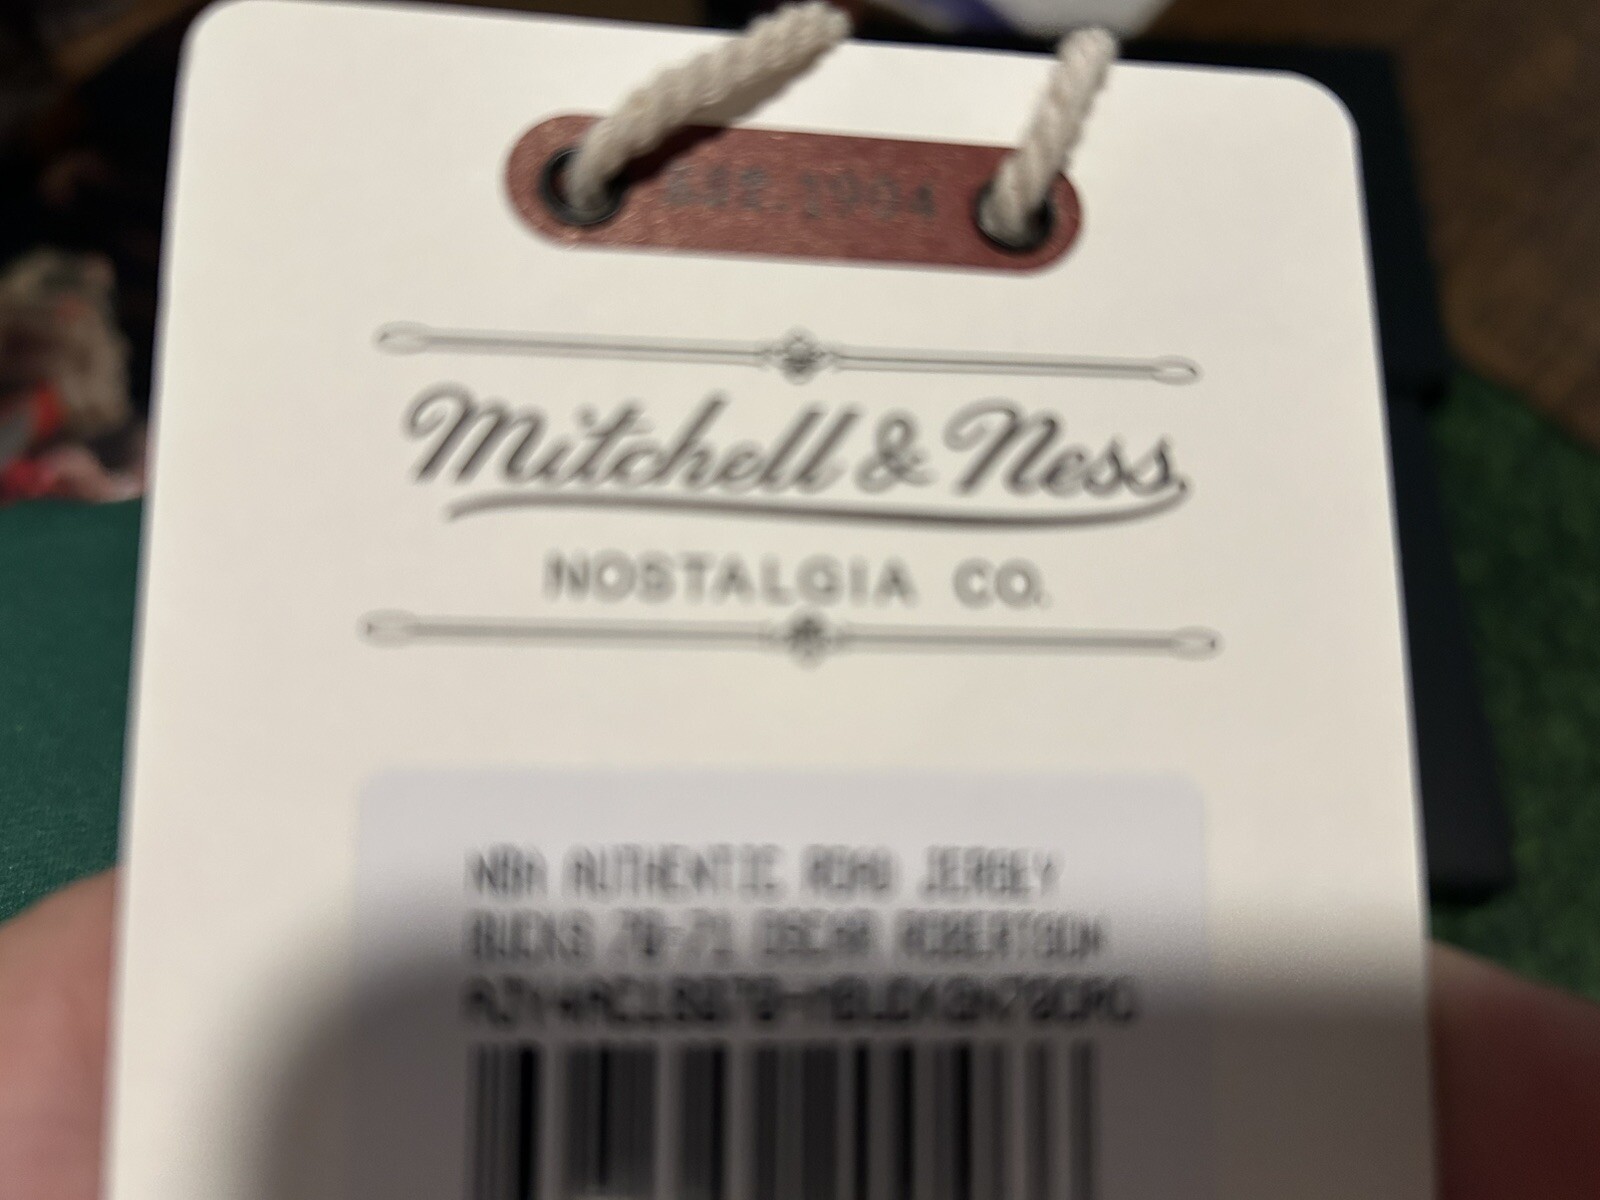 EST. 1904
Mitchell & Ness
NOSTALGIA CO.
NBA AUTHENTIC ROAD JERSEY
BUCKS 70-71 OSCAR ROBERTSON